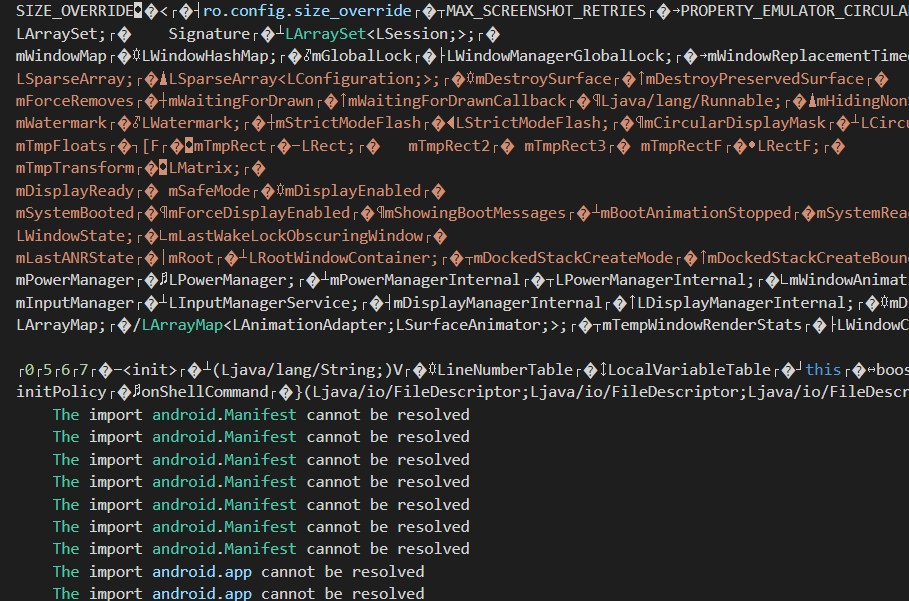 SIZE_OVERRIDE◘�<┌�┤ro.config.size_override┌�┬MAX_SCREENSHOT_RETRIES┌�→PROPERTY_EMULATOR_CIRCULA
LArraySet;┌� Signature┌�┴LArraySet<LSession;>;┌�
mWindowMap┌�☼LWindowHashMap;┌�♂mGlobalLock┌�├LWindowManagerGlobalLock;┌�→mWindowReplacementTime
LSparseArray;┌�▲LSparseArray<LConfiguration;>;┌�☼mDestroySurface┌�↑mDestroyPreservedSurface┌�
mForceRemoves┌�┼mWaitingForDrawn┌�↑mWaitingForDrawnCallback┌�¶Ljava/lang/Runnable;┌�▲mHidingNon
mWatermark┌�♂LWatermark;┌�┼mStrictModeFlash┌�◄LStrictModeFlash;┌�¶mCircularDisplayMask┌�┴LCircu
mTmpFloats┌�┐[F┌�◘mTmpRect┌�─LRect;┌� mTmpRect2┌� mTmpRect3┌� mTmpRectF┌�•LRectF;┌�
mTmpTransform┌�◘LMatrix;┌�
mDisplayReady┌� mSafeMode┌�☼mDisplayEnabled┌�
mSystemBooted┌�¶mForceDisplayEnabled┌�¶mShowingBootMessages┌�┴mBootAnimationStopped┌�mSystemRea
LWindowState;┌�∟mLastWakeLockObscuringWindow┌�
mLastANRState┌�│mRoot┌�┴LRootWindowContainer;┌�┬mDockedStackCreateMode┌�↑mDockedStackCreateBoun
mPowerManager┌�♫LPowerManager;┌�┴mPowerManagerInternal┌�┬LPowerManagerInternal;┌�∟mWindowAnimat
mInputManager┌�┴LInputManagerService;┌�┤mDisplayManagerInternal┌�↑LDisplayManagerInternal;┌�☼mD
LArrayMap;┌�/LArrayMap<LAnimationAdapter;LSurfaceAnimator;>;┌�┬mTempWindowRenderStats┌�├LWindowC
┌0┌5┌6┌7┌�─<init>┌�┴(Ljava/lang/String;)V┌�☼LineNumberTable┌�↕LocalVariableTable┌�┘this┌�↔boos
initPolicy┌�♫onShellCommand┌�}(Ljava/io/FileDescriptor;Ljava/io/FileDescriptor;Ljava/io/FileDescr
The import android.Manifest cannot be resolved
The import android.Manifest cannot be resolved
The import android.Manifest cannot be resolved
The import android.Manifest cannot be resolved
The import android.Manifest cannot be resolved
The import android.Manifest cannot be resolved
The import android.Manifest cannot be resolved
The import android.app cannot be resolved
The import android.app cannot be resolved